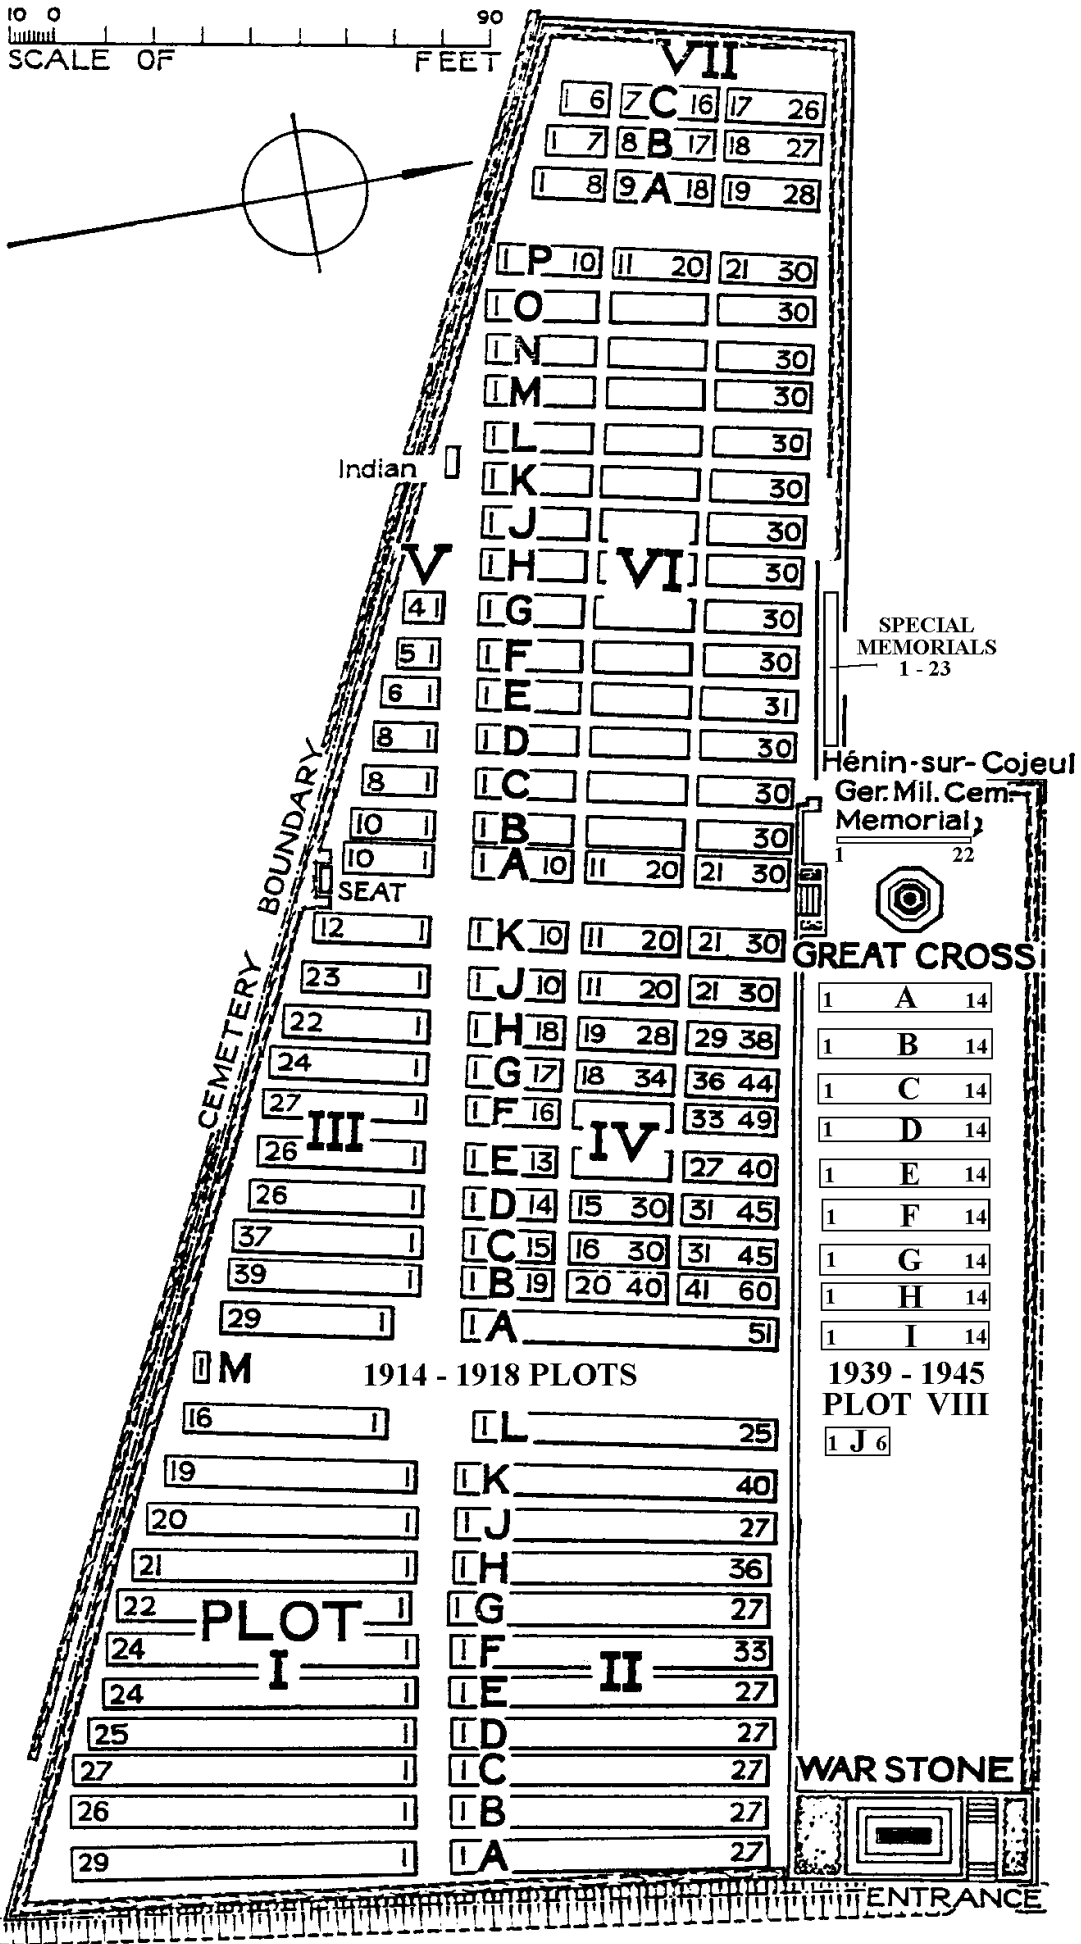 10 0 90
SCALE OF FEET
VII
1 6 7 C 16 17 26
1 7 8 B 17 18 27
1 8 9 A 18 19 28
1 P 10 11 20 21 30
1 O 30
1 N 30
1 M 30
1 L 30
Indian
1 K 30
1 J 30
V 1 H VI 30
4 1 1 G 30
SPECIAL
MEMORIALS
1 - 23
5 1 1 F 30
6 1 1 E 31
8 1 1 D 30
Hénin-sur-Cojeul
Ger. Mil. Cem.
Memorial
1 22
8 1 1 C 30
10 1 1 B 30
10 1 1 A 10 11 20 21 30
CEMETERY BOUNDARY
SEAT
12 1 1 K 10 11 20 21 30
GREAT CROSS
23 1 1 J 10 11 20 21 30
1 A 14
22 1 1 H 18 19 28 29 38
1 B 14
24 1 1 G 17 18 34 36 44
1 C 14
27 1 1 F 16 33 49
1 D 14
III IV
26 1 1 E 13 27 40
1 E 14
26 1 1 D 14 15 30 31 45
1 F 14
37 1 1 C 15 16 30 31 45
1 G 14
39 1 1 B 19 20 40 41 60
1 H 14
29 1 1 A 51
1 I 14
1 M
1914 - 1918 PLOTS
1939 - 1945
PLOT VIII
1 J 6
16 1 1 L 25
19 1 1 K 40
20 1 1 J 27
21 1 1 H 36
22 1 1 G 27
PLOT
I II
24 1 1 F 33
24 1 1 E 27
25 1 1 D 27
27 1 1 C 27
WAR STONE
26 1 1 B 27
29 1 1 A 27
ENTRANCE